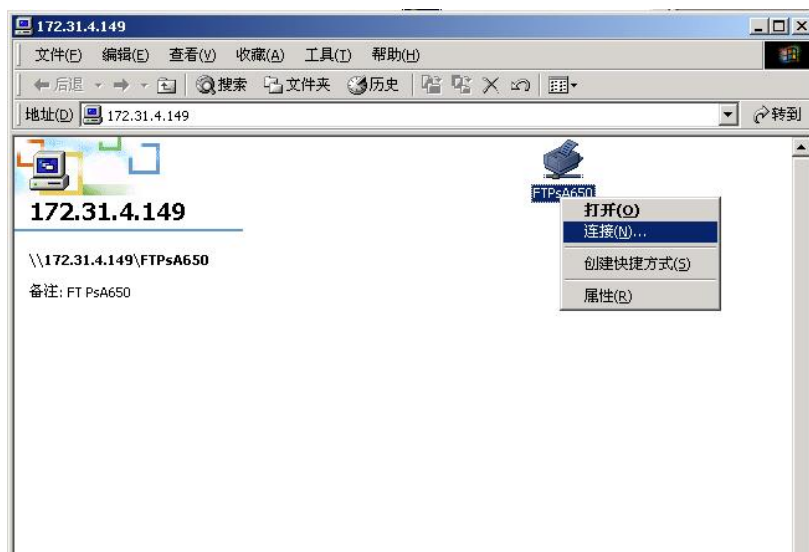 172.31.4.149
文件(F) 编辑(E) 查看(V) 收藏(A) 工具(T) 帮助(H)
后退 搜索 文件夹 历史
地址(D) 172.31.4.149 转到
172.31.4.149
\\172.31.4.149\FTPsA650
备注: FT PsA650
FTPsA650
打开(O)
连接(N)...
创建快捷方式(S)
属性(R)